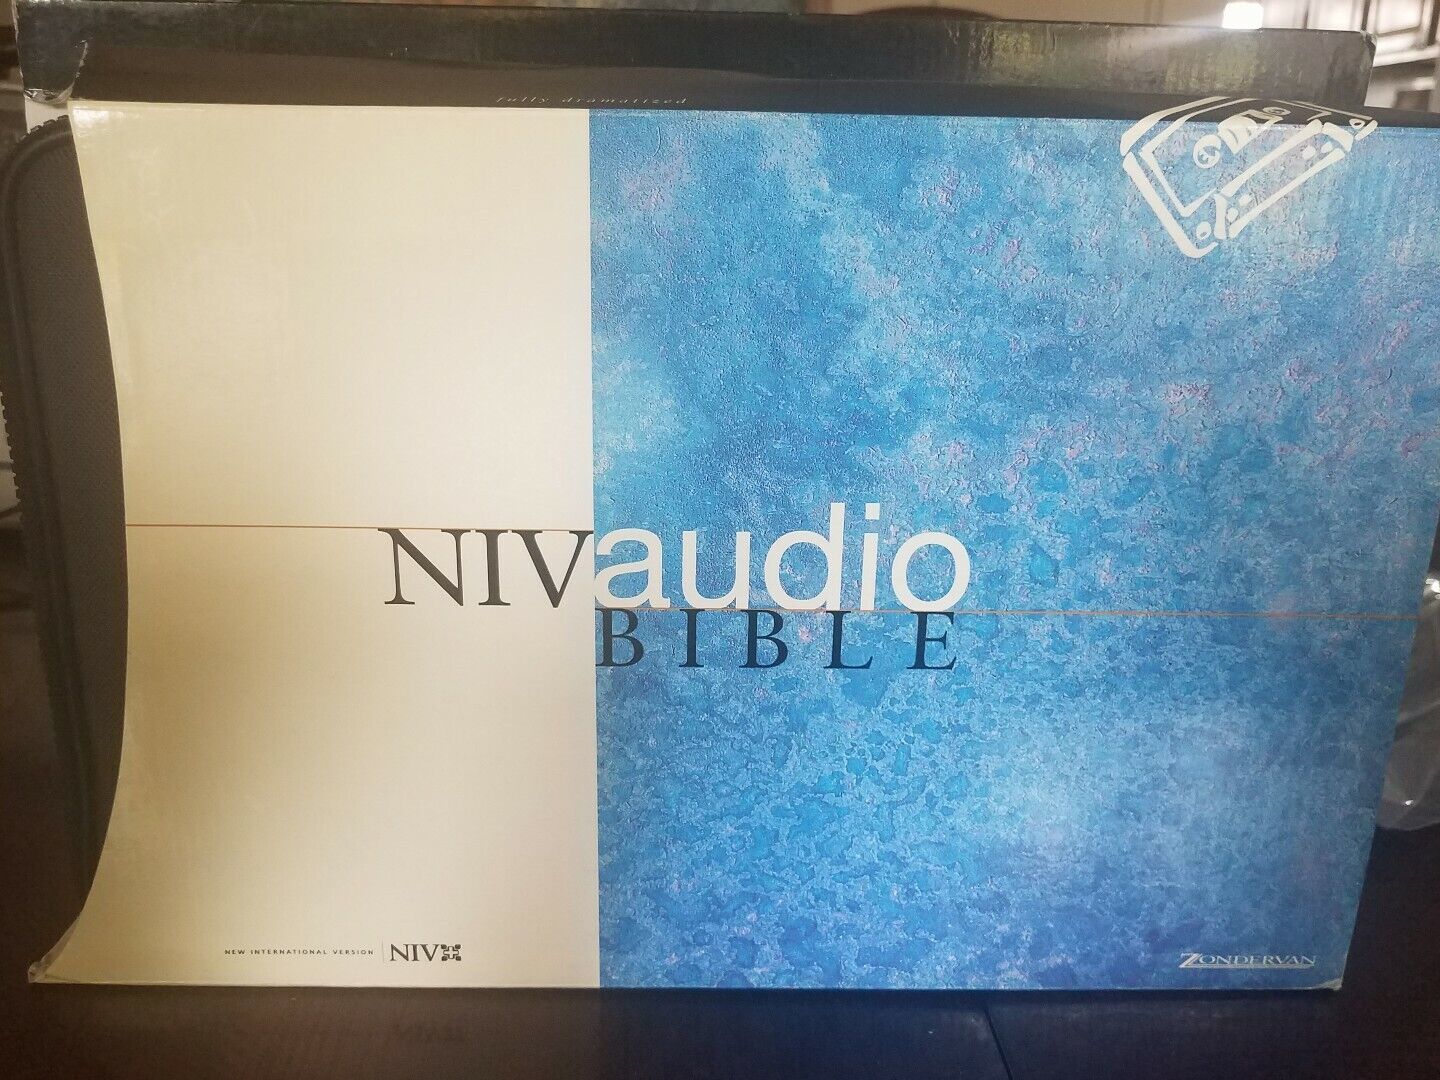 fully dramatized
NIVaudio
BIBLE
NEW INTERNATIONAL VERSION NIV
ZONDERVAN